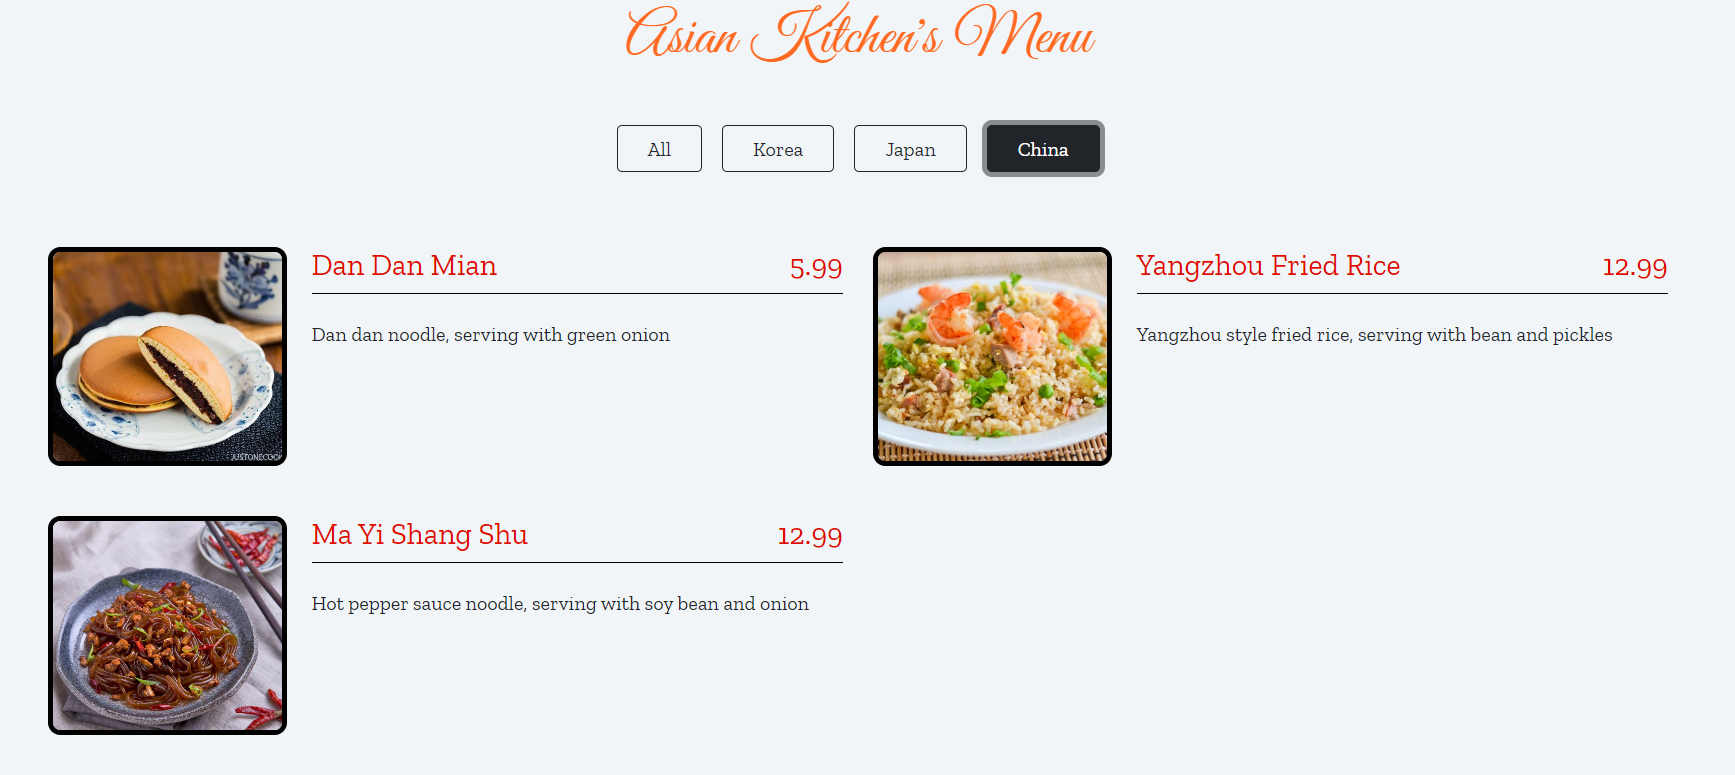 Asian Kitchen's Menu
All
Korea
Japan
China
Dan Dan Mian
5.99
Dan dan noodle, serving with green onion
Yangzhou Fried Rice
12.99
Yangzhou style fried rice, serving with bean and pickles
JUSTONECOO
Ma Yi Shang Shu
12.99
Hot pepper sauce noodle, serving with soy bean and onion